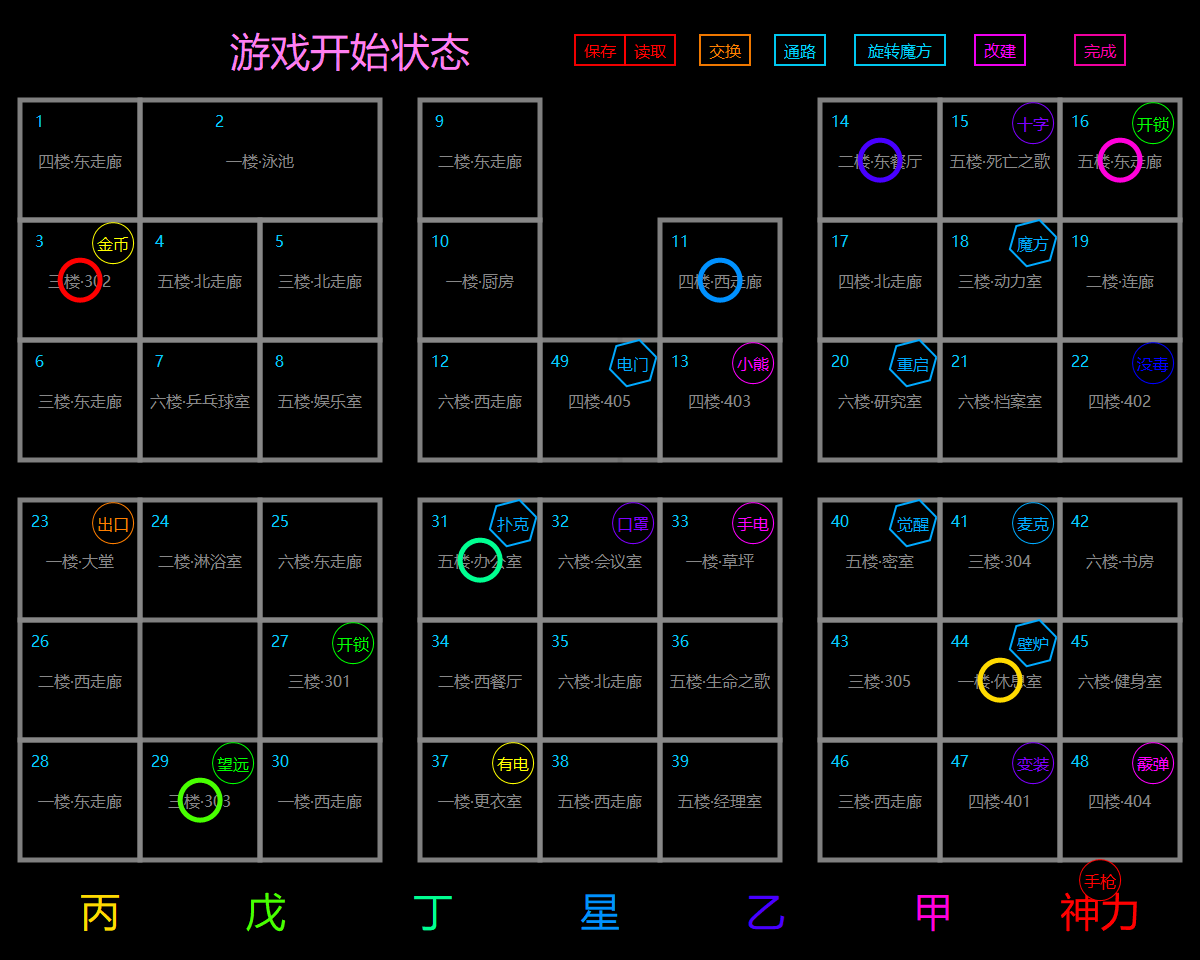 游戏开始状态
保存 读取 交换 通路 旋转魔方 改建 完成
1 2 9 14 15 十字 16 开锁
四楼·东走廊 一楼·泳池 二楼·东走廊 二楼·东餐厅 五楼·死亡之歌 五楼·东走廊
3 金币 4 5 10 11 17 18 魔方 19
三楼·302 五楼·北走廊 三楼·北走廊 一楼·厨房 四楼·西走廊 四楼·北走廊 三楼·动力室 二楼·连廊
6 7 8 12 49 电门 13 小熊 20 重启 21 22 没毒
三楼·东走廊 六楼·乒乓球室 五楼·娱乐室 六楼·西走廊 四楼·405 四楼·403 六楼·研究室 六楼·档案室 四楼·402
23 出口 24 25 31 扑克 32 口罩 33 手电 40 觉醒 41 麦克 42
一楼·大堂 二楼·淋浴室 六楼·东走廊 五楼·办公室 六楼·会议室 一楼·草坪 五楼·密室 三楼·304 六楼·书房
26 27 开锁 34 35 36 43 44 壁炉 45
二楼·西走廊 三楼·301 二楼·西餐厅 六楼·北走廊 五楼·生命之歌 三楼·305 一楼·休息室 六楼·健身室
28 29 望远 30 37 有电 38 39 46 47 变装 48 霰弹
一楼·东走廊 三楼·303 一楼·西走廊 一楼·更衣室 五楼·西走廊 五楼·经理室 三楼·西走廊 四楼·401 四楼·404
手枪
丙 戊 丁 星 乙 甲 神力